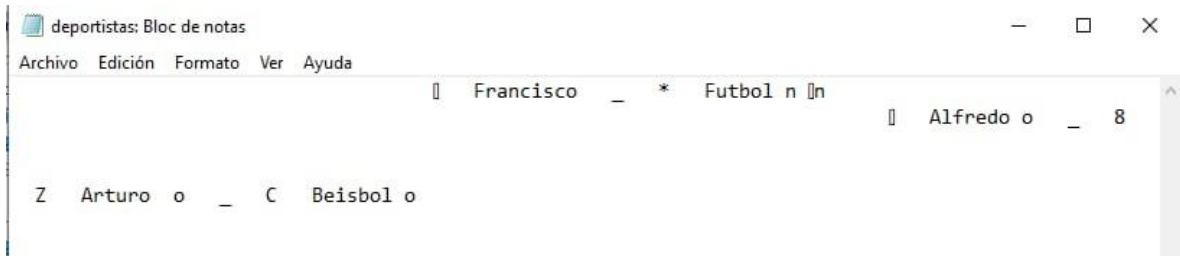 deportistas: Bloc de notas
Archivo Edición Formato Ver Ayuda
▯ Francisco _ * Futbol n ▯n
▯ Alfredo o _ 8
Z Arturo o _ C Beisbol o